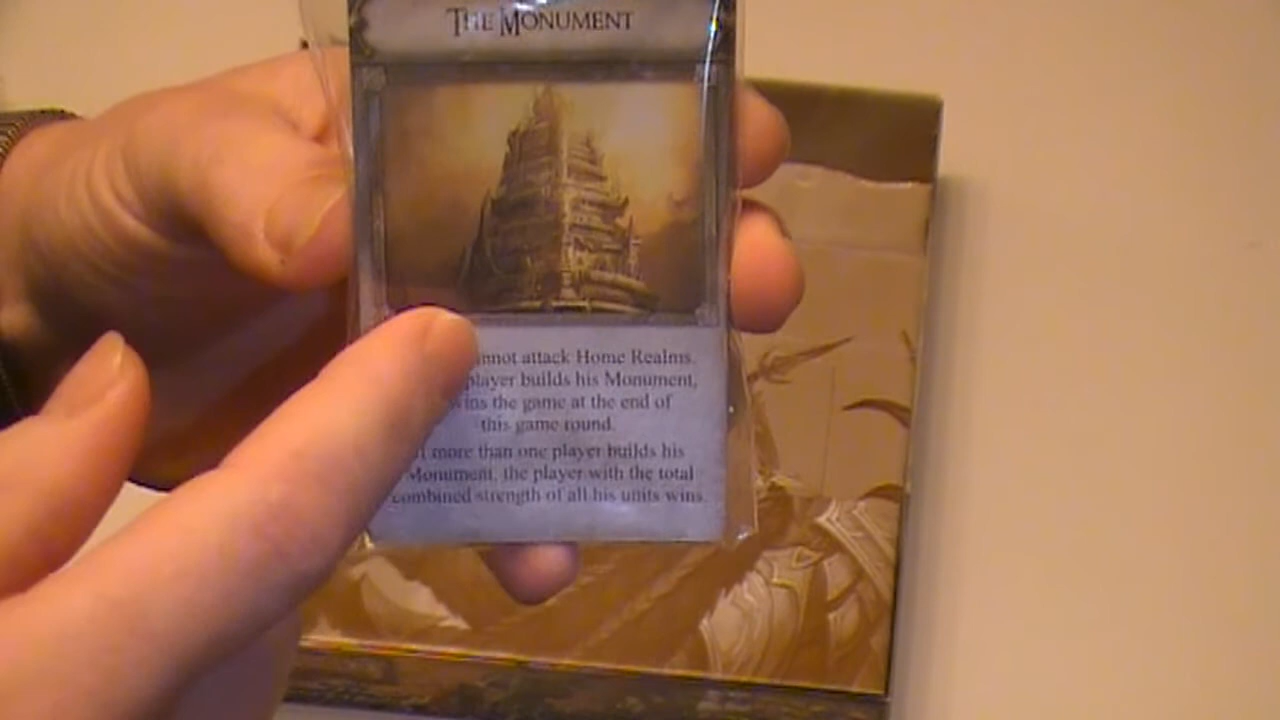 THE MONUMENT
nnot attack Home Realms.
player builds his Monument,
wins the game at the end of
this game round.
f more than one player builds his
Monument, the player with the total
combined strength of all his units wins.